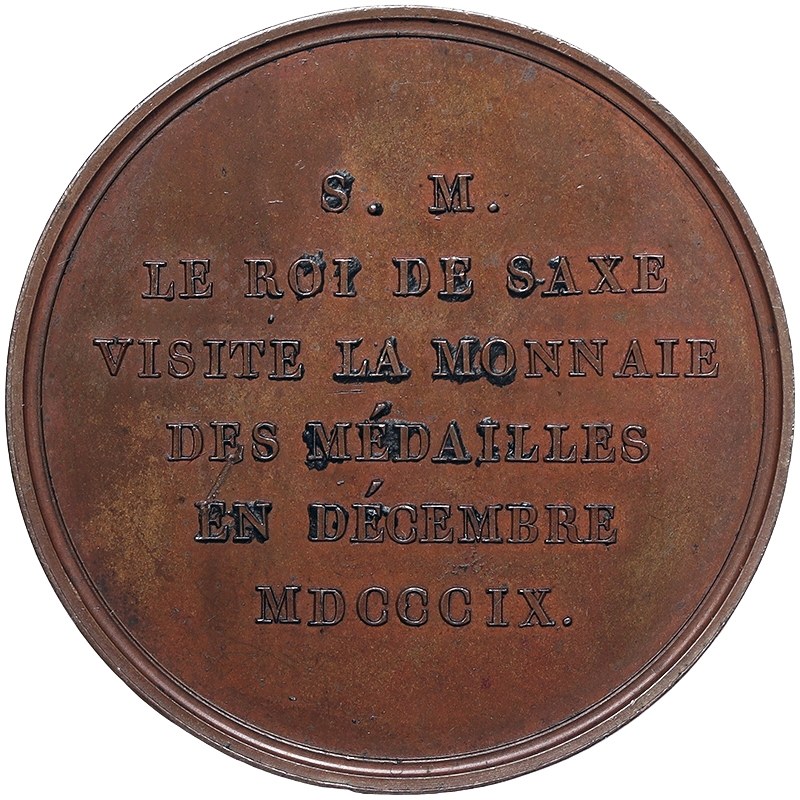 S. M.
LE ROI DE SAXE
VISITE LA MONNAIE
DES MÉDAILLES
EN DÉCEMBRE
MDCCCIX.